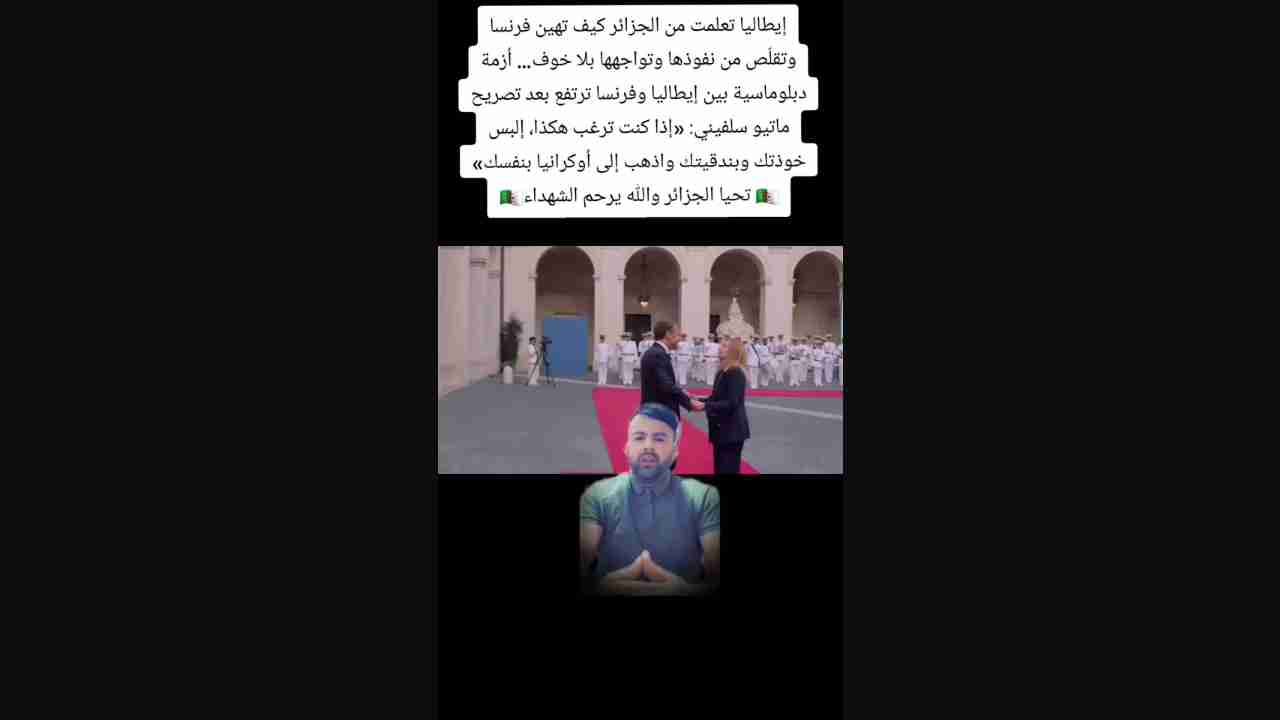 إيطاليا تعلمت من الجزائر كيف تهين فرنسا
وتقلّص من نفوذها وتواجهها بلا خوف... أزمة
دبلوماسية بين إيطاليا وفرنسا ترتفع بعد تصريح
ماتيو سلفيني: «إذا كنت ترغب هكذا، إلبس
خوذتك وبندقيتك واذهب إلى أوكرانيا بنفسك»
🇩🇿 تحيا الجزائر والله يرحم الشهداء 🇩🇿